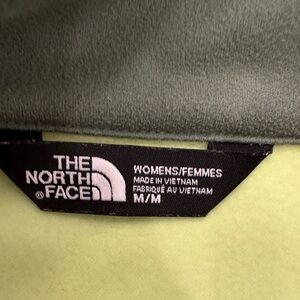 THE
NORTH
FACE
®
WOMENS/FEMMES
MADE IN VIETNAM
FABRIQUÉ AU VIETNAM
M/M